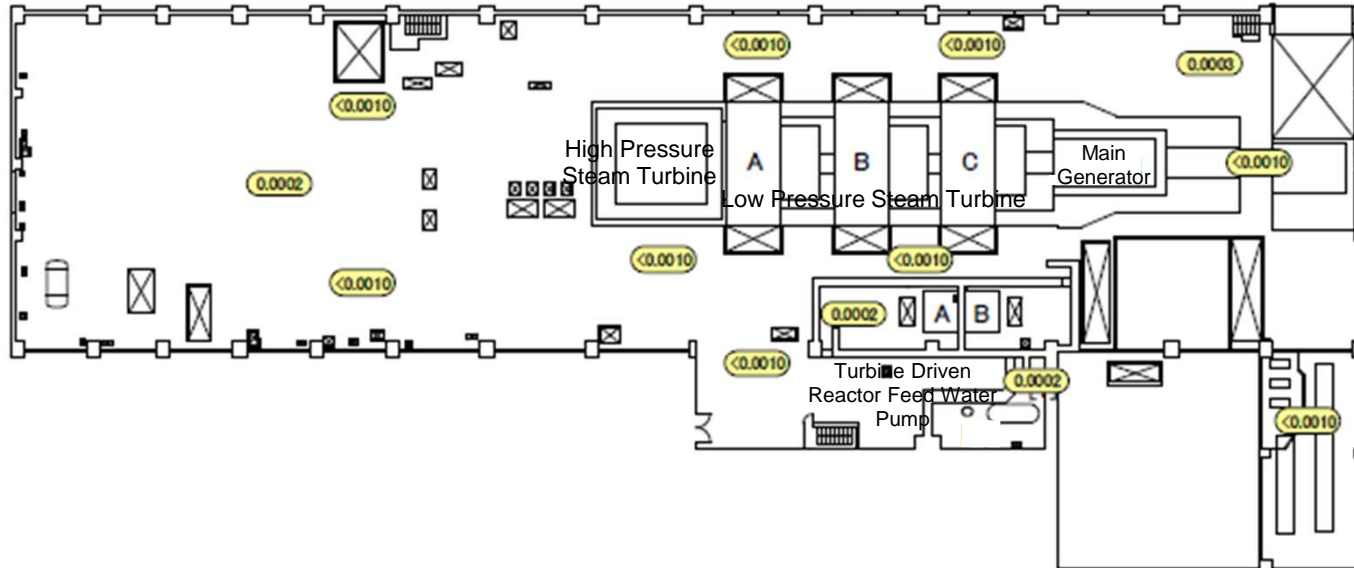 <0.0010
<0.0010
0.0003
<0.0010
High Pressure
Steam Turbine
A
B
C
Main
Generator
<0.0010
0.0002
Low Pressure Steam Turbine
<0.0010
<0.0010
<0.0010
0.0002
A
B
<0.0010
Turbine Driven
Reactor Feed Water
Pump
0.0002
<0.0010